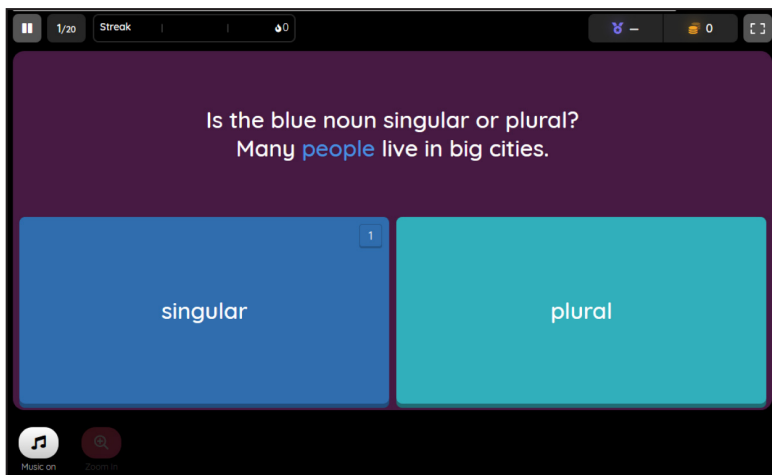 1/20
Streak
0
–
0
Is the blue noun singular or plural?
Many people live in big cities.
1
singular
plural
Music on
Zoom in